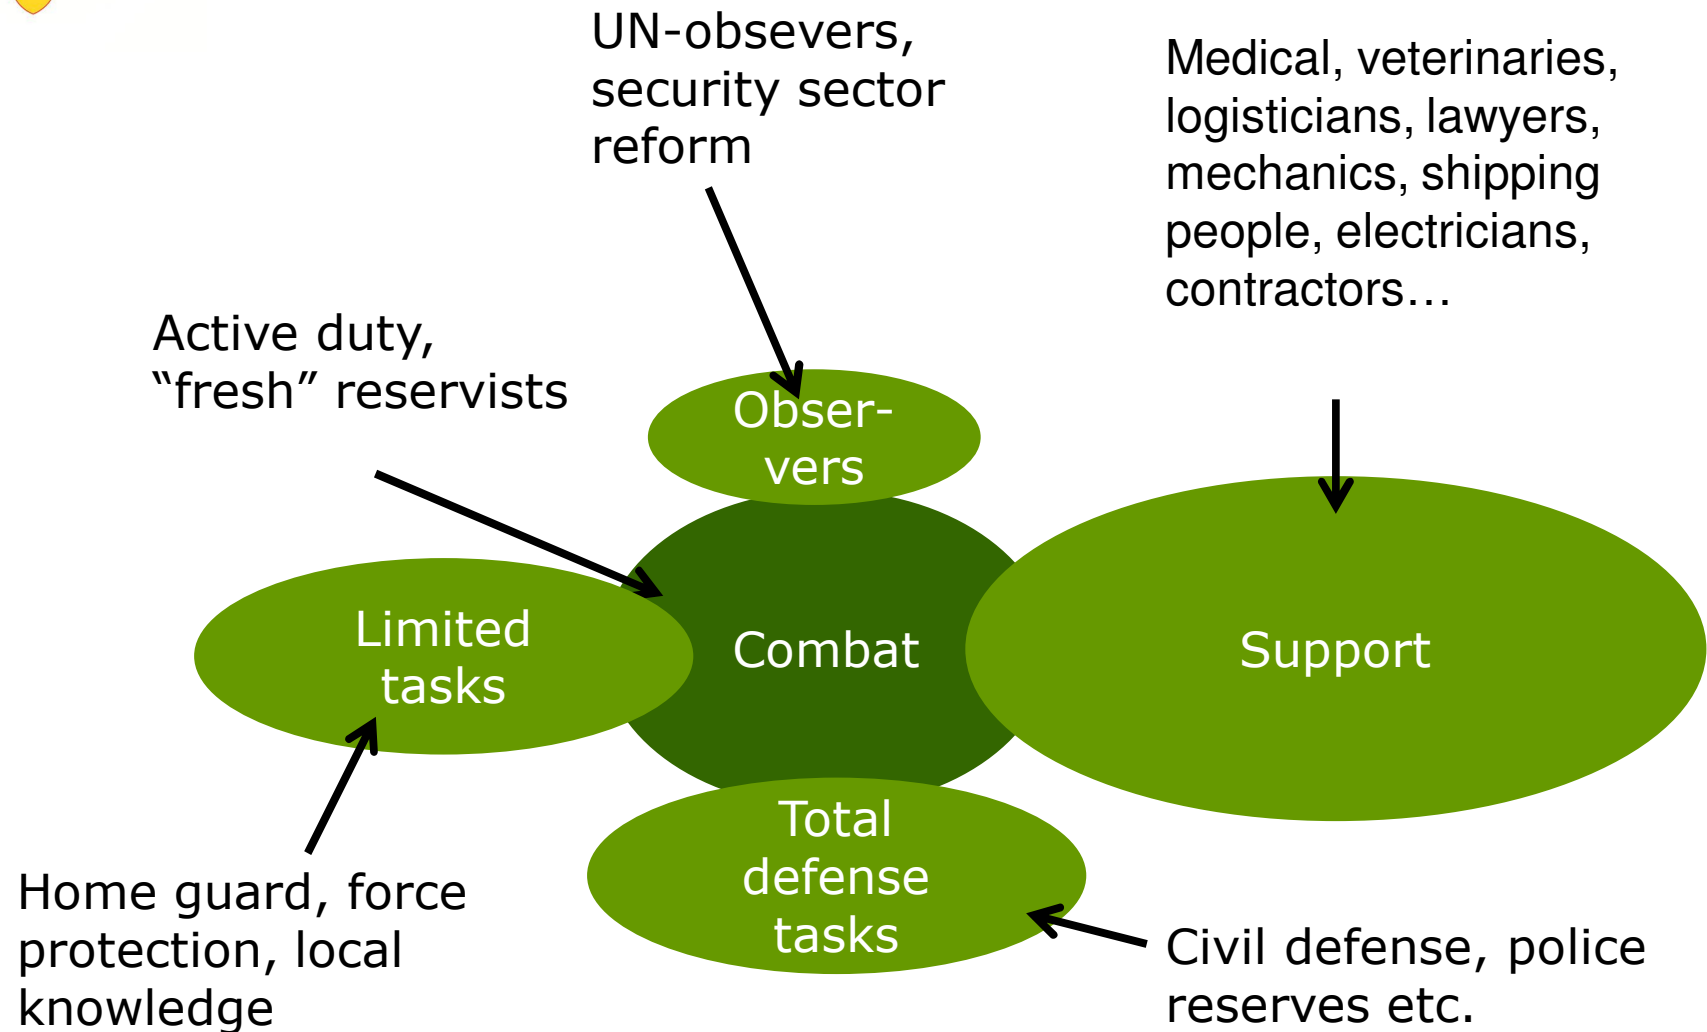 UN-obsevers,
security sector
reform
Medical, veterinaries,
logisticians, lawyers,
mechanics, shipping
people, electricians,
contractors…
Active duty,
“fresh” reservists
Obser-
vers
Limited
tasks
Combat
Support
Total
defense
tasks
Home guard, force
protection, local
knowledge
Civil defense, police
reserves etc.